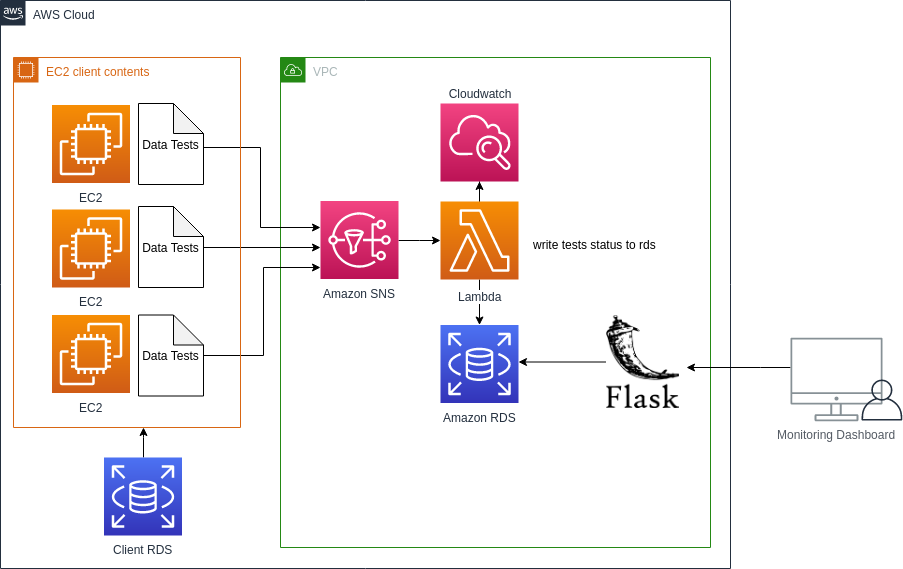 aws
AWS Cloud
EC2 client contents
VPC
Cloudwatch
Data Tests
EC2
Data Tests
EC2
Data Tests
EC2
Amazon SNS
write tests status to rds
Lambda
Amazon RDS
Flask
Monitoring Dashboard
Client RDS